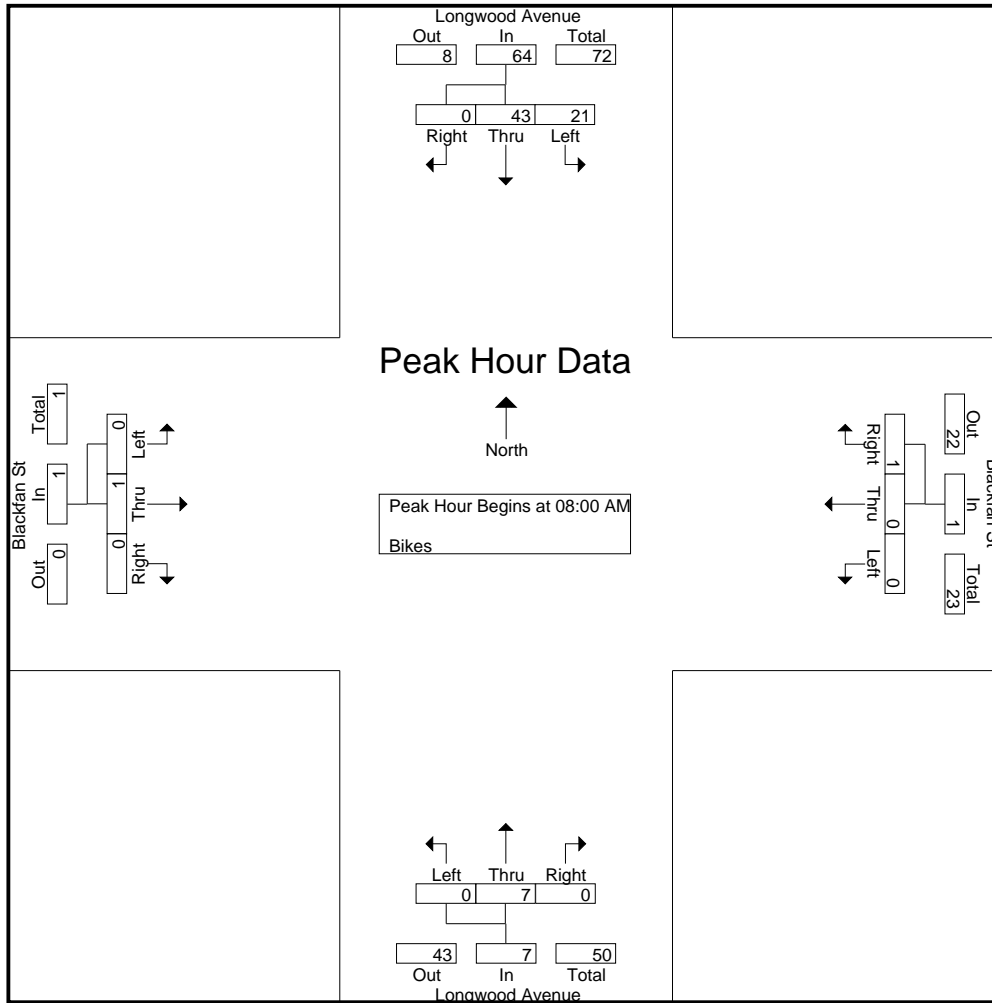 Longwood Avenue
Out In Total
8 64 72
0 43 21
Right Thru Left
Peak Hour Data
North
Peak Hour Begins at 08:00 AM
Bikes
Blackfan St
Total In Out
1 1 0
0 1 0
Left Thru Right
Blackfan St
Out In Total
22 1 23
1 0 0
Right Thru Left
Left Thru Right
0 7 0
43 7 50
Out In Total
Longwood Avenue